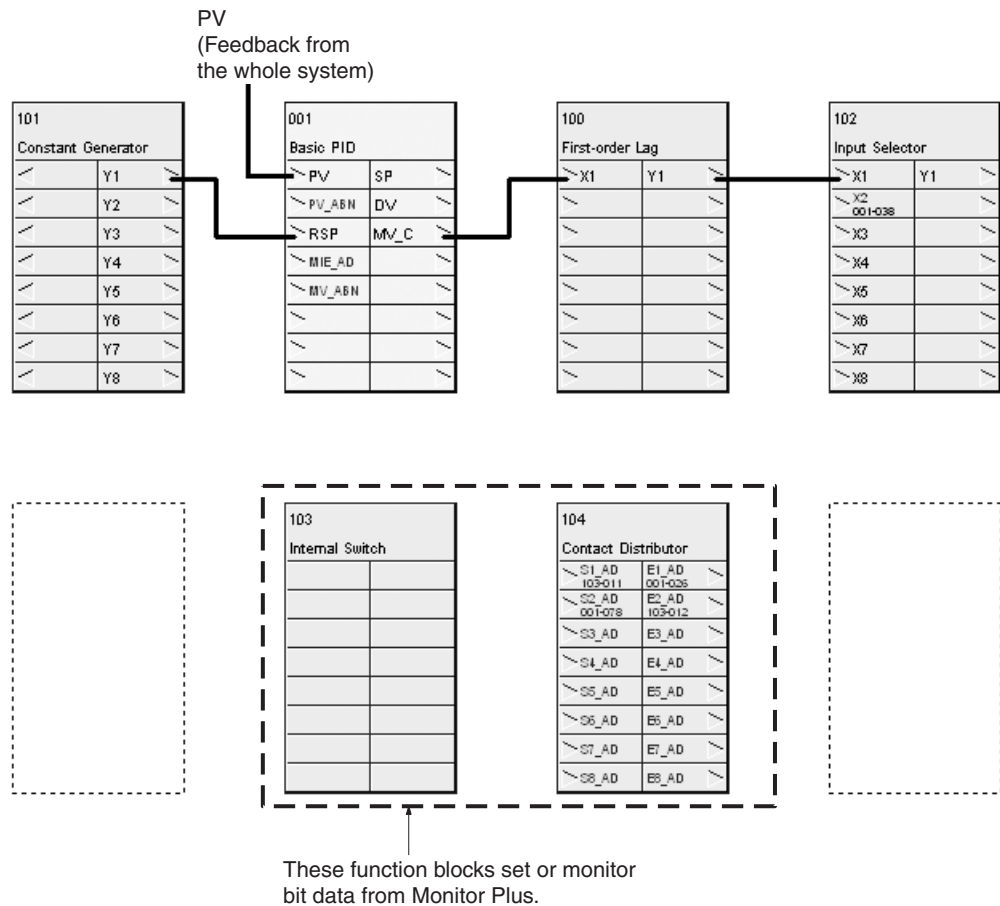 PV
(Feedback from
the whole system)
101
Constant Generator
Y1
Y2
Y3
Y4
Y5
Y6
Y7
Y8
001
Basic PID
PV SP
PV_ABN DV
RSP MV_C
MIE_AD
MV_ABN
100
First-order Lag
X1 Y1
102
Input Selector
X1 Y1
X2
001-038
X3
X4
X5
X6
X7
X8
103
Internal Switch
104
Contact Distributor
S1_AD E1_AD
103-011 001-026
S2_AD E2_AD
001-078 103-012
S3_AD E3_AD
S4_AD E4_AD
S5_AD E5_AD
S6_AD E6_AD
S7_AD E7_AD
S8_AD E8_AD
These function blocks set or monitor
bit data from Monitor Plus.